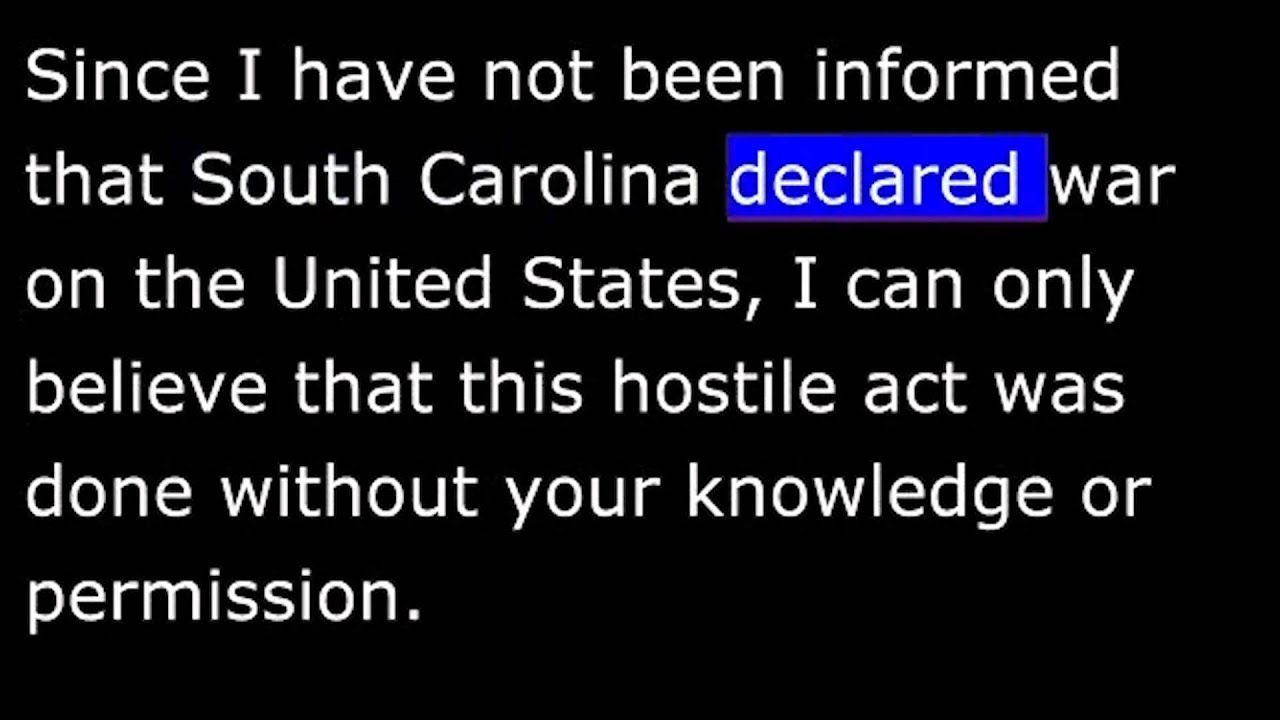 Since I have not been informed
that South Carolina declared war
on the United States, I can only
believe that this hostile act was
done without your knowledge or
permission.